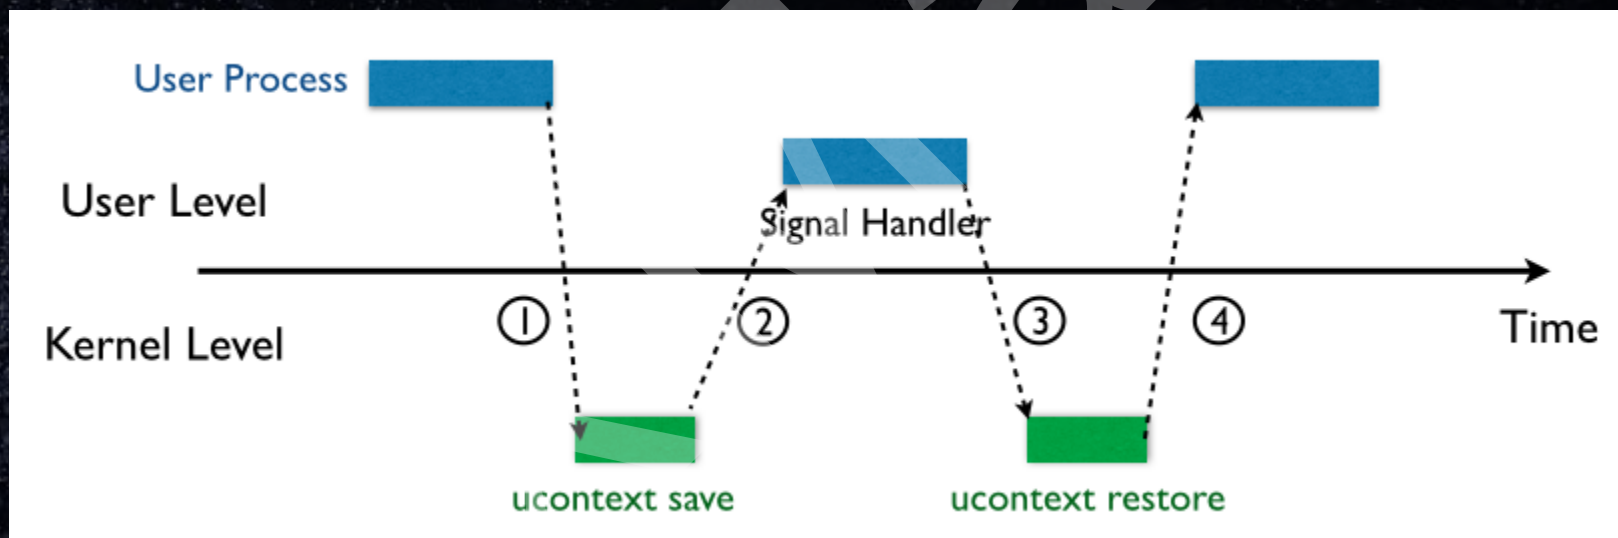 User Process
User Level
Signal Handler
① ② ③ ④
Kernel Level
Time
ucontext save
ucontext restore